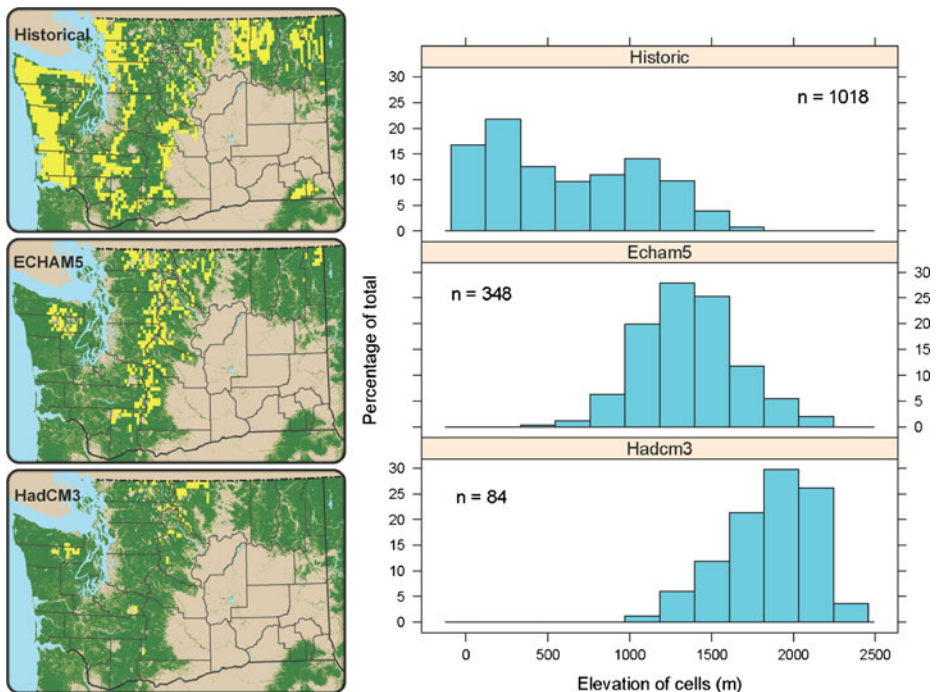 Historical
ECHAM5
HadCM3
Historic
n = 1018
30
25
20
15
10
5
0
Echam5
n = 348
30
25
20
15
10
5
0
Hadcm3
n = 84
30
25
20
15
10
5
0
Percentage of total
0 500 1000 1500 2000 2500
Elevation of cells (m)